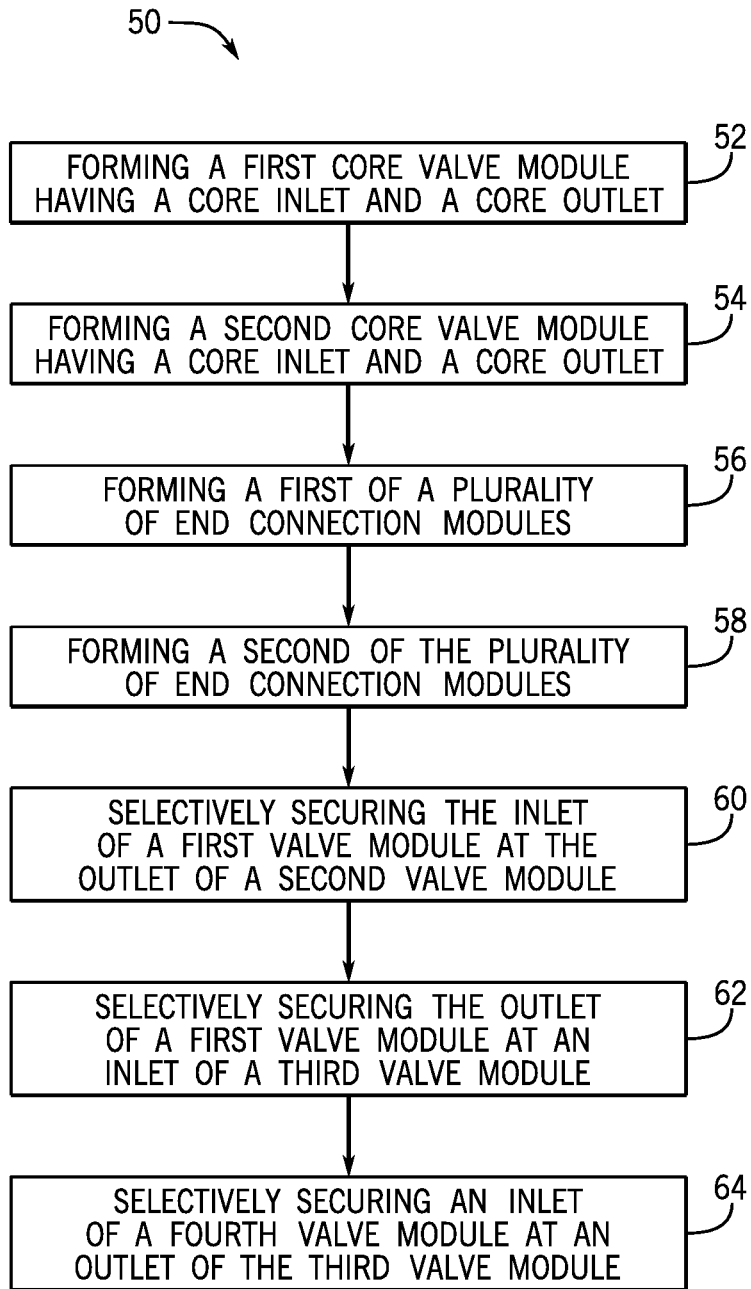 50
52
FORMING A FIRST CORE VALVE MODULE
HAVING A CORE INLET AND A CORE OUTLET
54
FORMING A SECOND CORE VALVE MODULE
HAVING A CORE INLET AND A CORE OUTLET
56
FORMING A FIRST OF A PLURALITY
OF END CONNECTION MODULES
58
FORMING A SECOND OF THE PLURALITY
OF END CONNECTION MODULES
60
SELECTIVELY SECURING THE INLET
OF A FIRST VALVE MODULE AT THE
OUTLET OF A SECOND VALVE MODULE
62
SELECTIVELY SECURING THE OUTLET
OF A FIRST VALVE MODULE AT AN
INLET OF A THIRD VALVE MODULE
64
SELECTIVELY SECURING AN INLET
OF A FOURTH VALVE MODULE AT AN
OUTLET OF THE THIRD VALVE MODULE